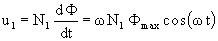 u₁ = N₁ dΦ/dt = ω N₁ Φmax cos(ω t)